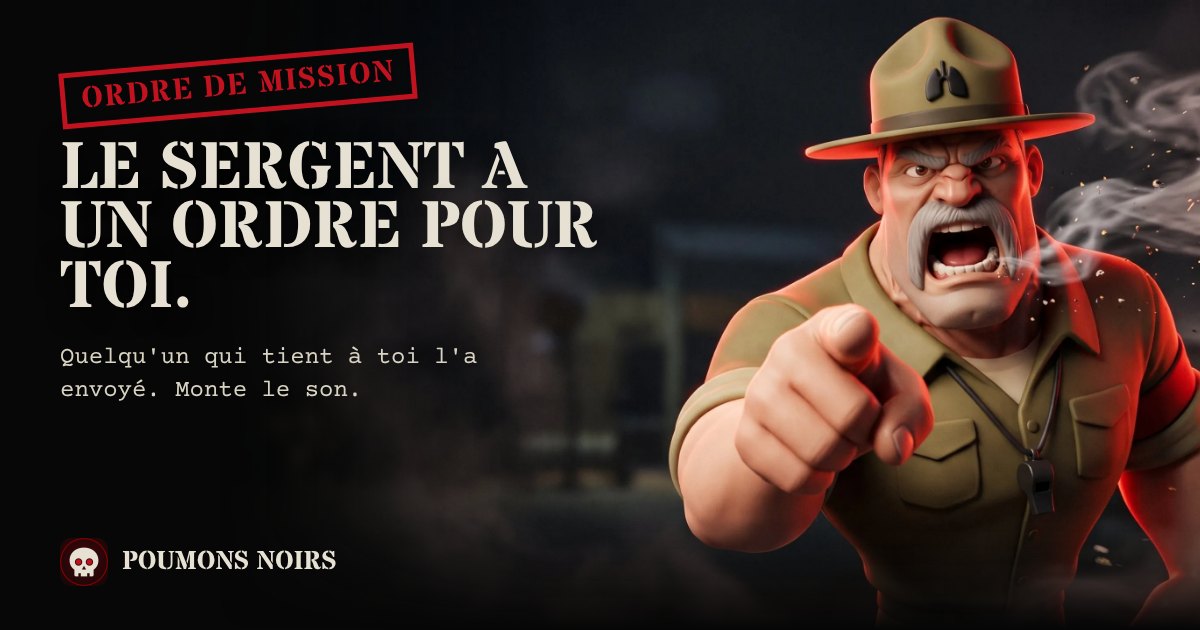 ORDRE DE MISSION
LE SERGENT A
UN ORDRE POUR
TOI.
Quelqu'un qui tient à toi l'a
envoyé. Monte le son.
POUMONS NOIRS